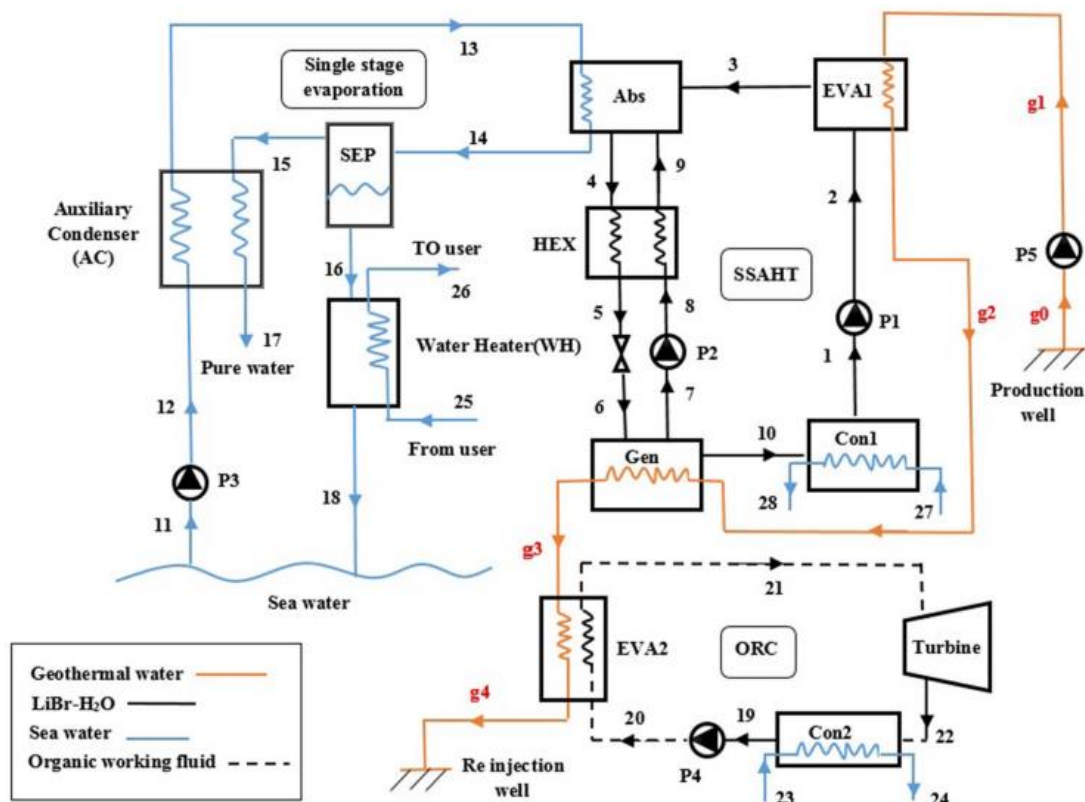 13
Single stage
evaporation
Abs
3
EVA1
g1
15
SEP
14
4
9
2
Auxiliary
Condenser
(AC)
HEX
P5
16
TO user
26
SSAHT
g2
g0
5
8
P1
17
Pure water
Water Heater(WH)
P2
1
Production
well
12
6
7
25
From user
10
Con1
Gen
P3
18
28
27
11
g3
21
Sea water
EVA2
ORC
Turbine
Geothermal water
LiBr-H₂O
Sea water
Organic working fluid
g4
20
19
Con2
22
Re injection
well
P4
23
24